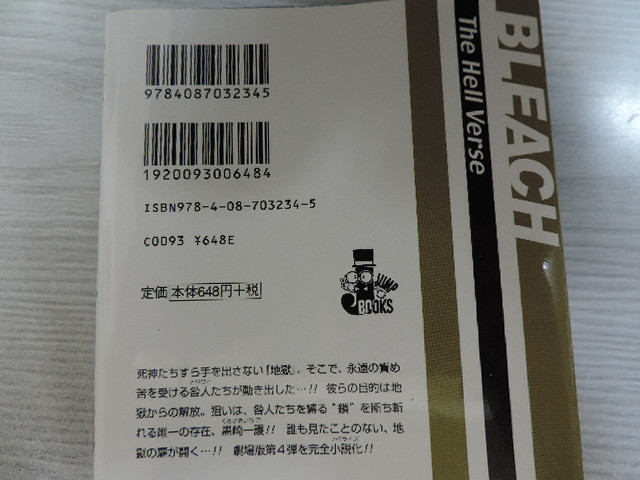 9784087032345
1920093006484
ISBN978-4-08-703234-5
C0093 ¥648E
定価 本体648円+税
JUMP
J BOOKS
死神たちすら手を出さない「地獄」。そこで、永遠の責め
苦を受ける咎人たちが動き出した…!! 彼らの目的は地
獄からの解放。狙いは、咎人たちを縛る“鎖”を断ち斬
れる唯一の存在、黒崎一護!! 誰も見たことのない、地
獄の扉が開く…!! 劇場版第4弾を完全小説化!!
BLEACH
The Hell Verse